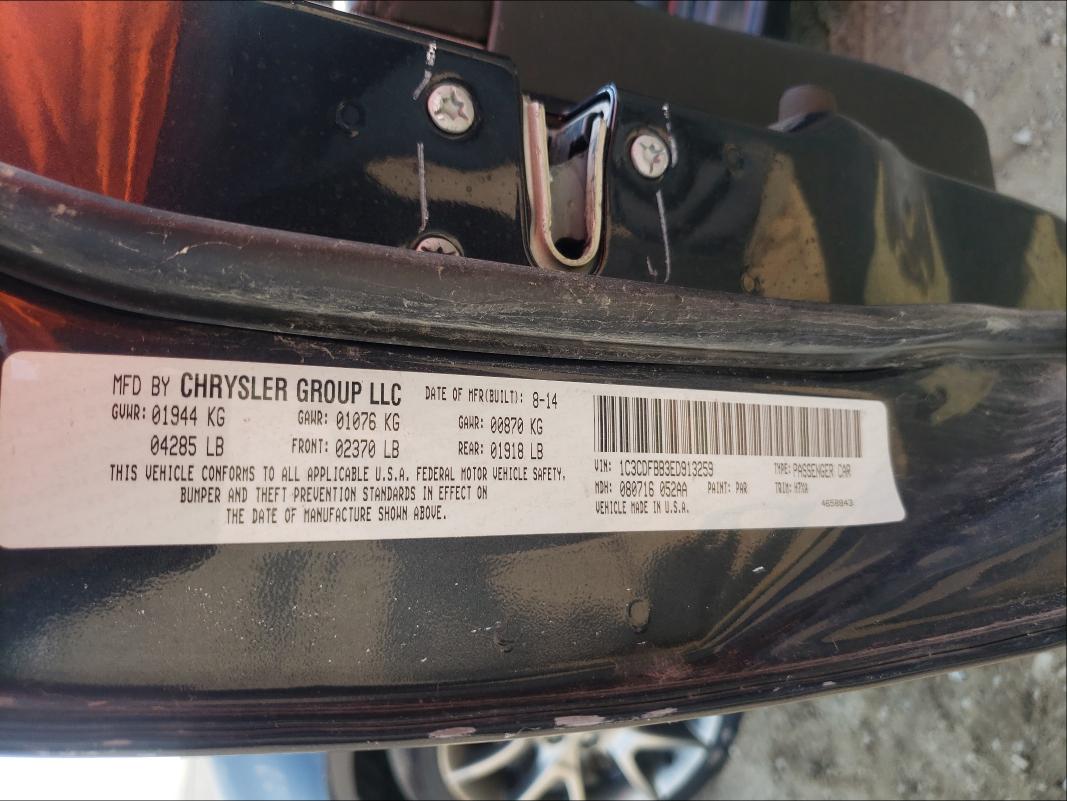 MFD BY CHRYSLER GROUP LLC DATE OF MFR(BUILT): 8-14
GVWR: 01944 KG GAWR: 01076 KG GAWR: 00870 KG
04285 LB FRONT: 02370 LB REAR: 01918 LB
THIS VEHICLE CONFORMS TO ALL APPLICABLE U.S.A. FEDERAL MOTOR VEHICLE SAFETY,
BUMPER AND THEFT PREVENTION STANDARDS IN EFFECT ON
THE DATE OF MANUFACTURE SHOWN ABOVE.
VIN: 1C3CDFBB3ED913259 TYPE: PASSENGER CAR
MDH: 080716 052AA PAINT: PAR TRIM: H7MA
VEHICLE MADE IN U.S.A. 4658843